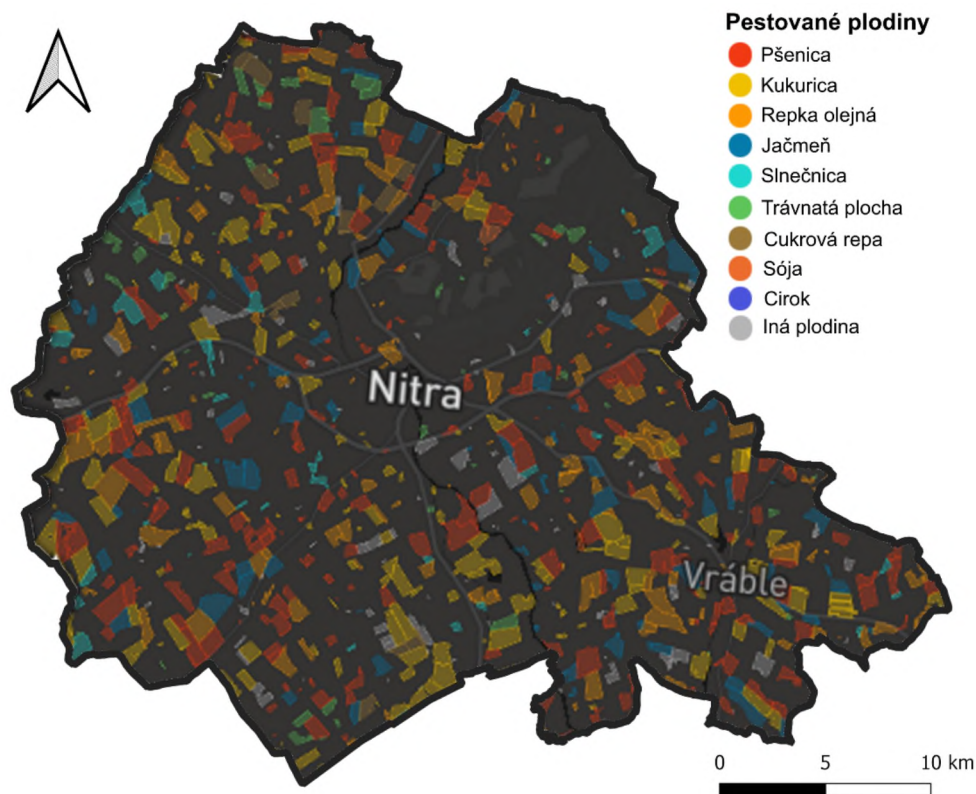 Pestované plodiny
Pšenica
Kukurica
Repka olejná
Jačmeň
Slnečnica
Trávnatá plocha
Cukrová repa
Sója
Cirok
Iná plodina
Nitra
Vráble
0 5 10 km